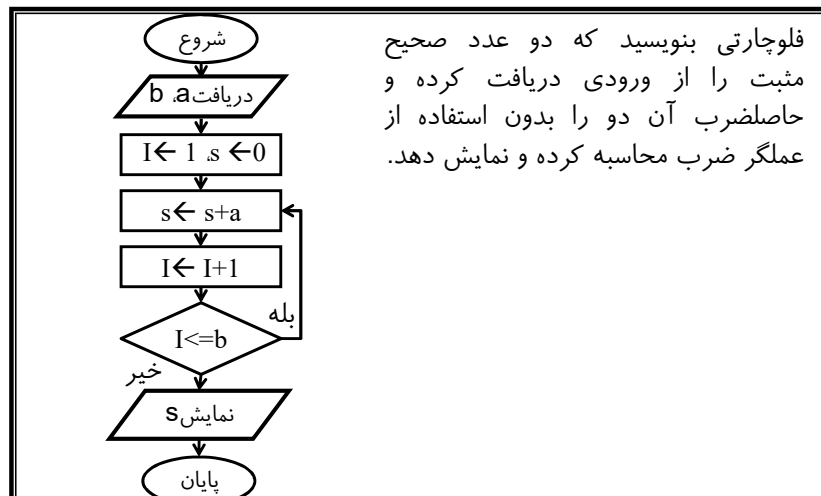 فلوچارتی بنویسید که دو عدد صحیح
مثبت را از ورودی دریافت کرده و
حاصلضرب آن دو را بدون استفاده از
عملگر ضرب محاسبه کرده و نمایش دهد.
شروع
دریافت a، b
I← 1 ،s ←0
s← s+a
I← I+1
I<=b
بله
خیر
نمایش s
پایان